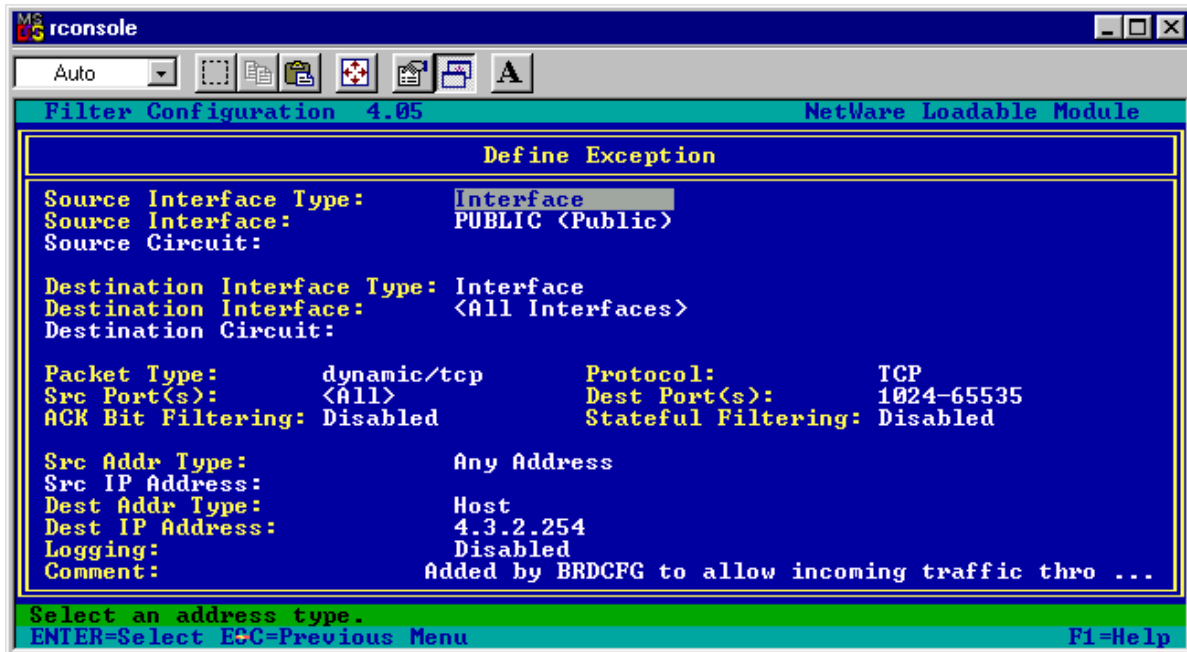 rconsole
Auto A
Filter Configuration 4.05 NetWare Loadable Module
Define Exception
Source Interface Type: Interface
Source Interface: PUBLIC <Public>
Source Circuit:
Destination Interface Type: Interface
Destination Interface: <All Interfaces>
Destination Circuit:
Packet Type: dynamic/tcp Protocol: TCP
Src Port(s): <All> Dest Port(s): 1024-65535
ACK Bit Filtering: Disabled Stateful Filtering: Disabled
Src Addr Type: Any Address
Src IP Address:
Dest Addr Type: Host
Dest IP Address: 4.3.2.254
Logging: Disabled
Comment: Added by BRDCFG to allow incoming traffic thro ...
Select an address type.
ENTER=Select ESC=Previous Menu F1=Help